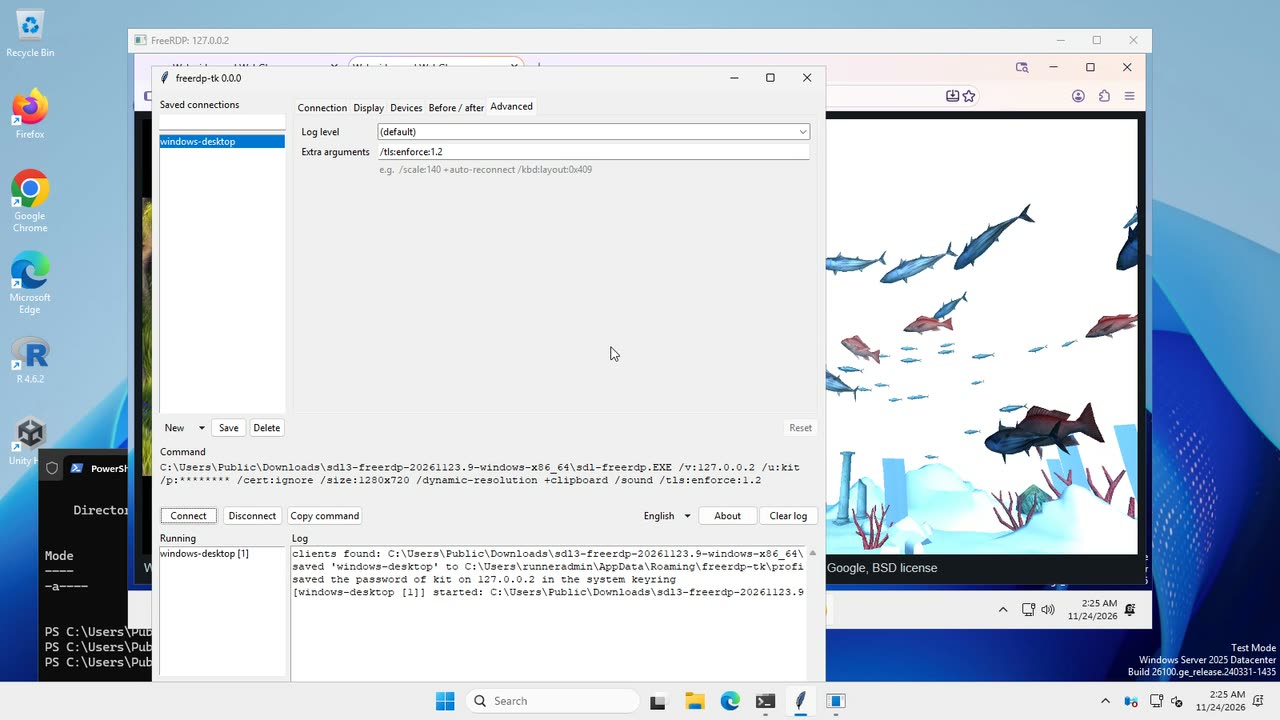 Recycle Bin
Firefox
Google
Chrome
Microsoft
Edge
R 4.6.2
Unity H
FreeRDP: 127.0.0.2
freerdp-tk 0.0.0
Saved connections
windows-desktop
Connection Display Devices Before / after Advanced
Log level (default)
Extra arguments /tls:enforce:1.2
e.g. /scale:140 +auto-reconnect /kbd:layout:0x409
New Save Delete Reset
Command
C:\Users\Public\Downloads\sdl3-freerdp-20261123.9-windows-x86_64\sdl-freerdp.EXE /v:127.0.0.2 /u:kit
/p:******** /cert:ignore /size:1280x720 /dynamic-resolution +clipboard /sound /tls:enforce:1.2
Connect Disconnect Copy command English About Clear log
Running Log
windows-desktop [1]
clients found: C:\Users\Public\Downloads\sdl3-freerdp-20261123.9-windows-x86_64\
saved 'windows-desktop' to C:\Users\runneradmin\AppData\Roaming\freerdp-tk\profi
saved the password of kit on 127.0.0.2 in the system keyring
[windows-desktop [1]] started: C:\Users\Public\Downloads\sdl3-freerdp-20261123.9
PowerSh
Director
Mode
----
-a----
PS C:\Users\Pub
PS C:\Users\Pub
PS C:\Users\Pub
Google, BSD license
2:25 AM
11/24/2026
Test Mode
Windows Server 2025 Datacenter
Build 26100.ge_release.240331-1435
Search
2:25 AM
11/24/2026